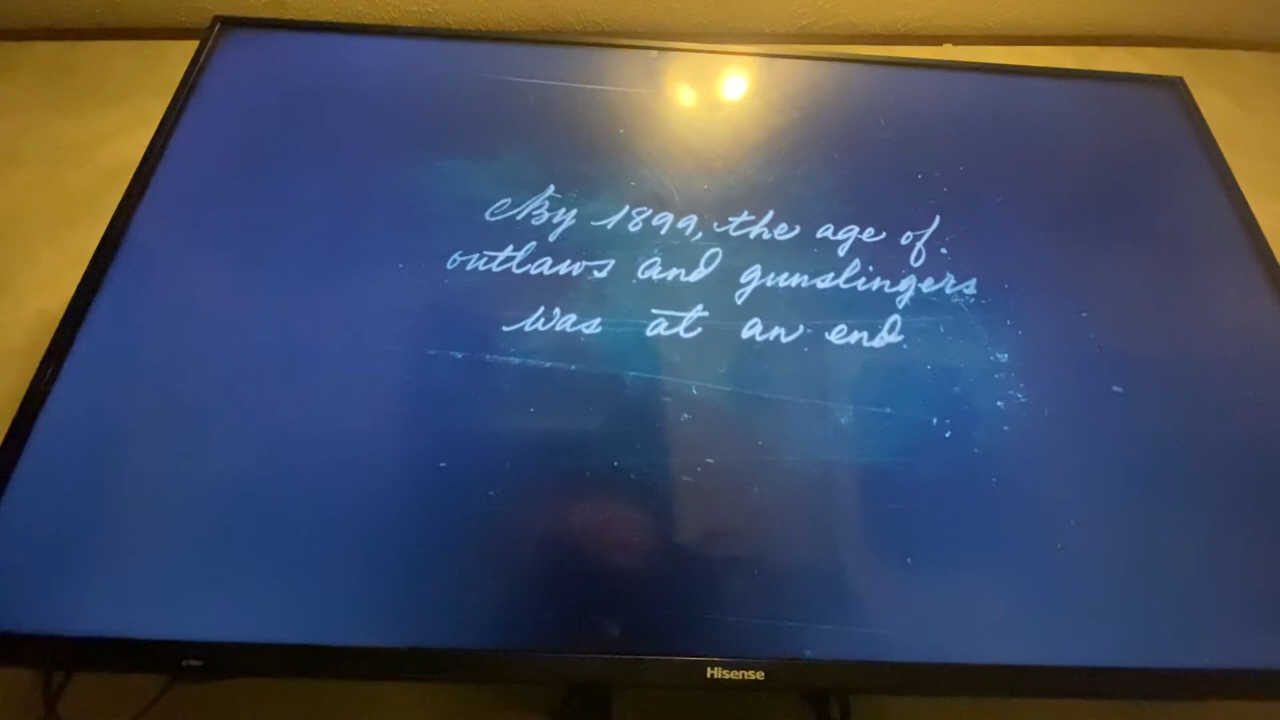 By 1899, the age of
outlaws and gunslingers
was at an end
Hisense